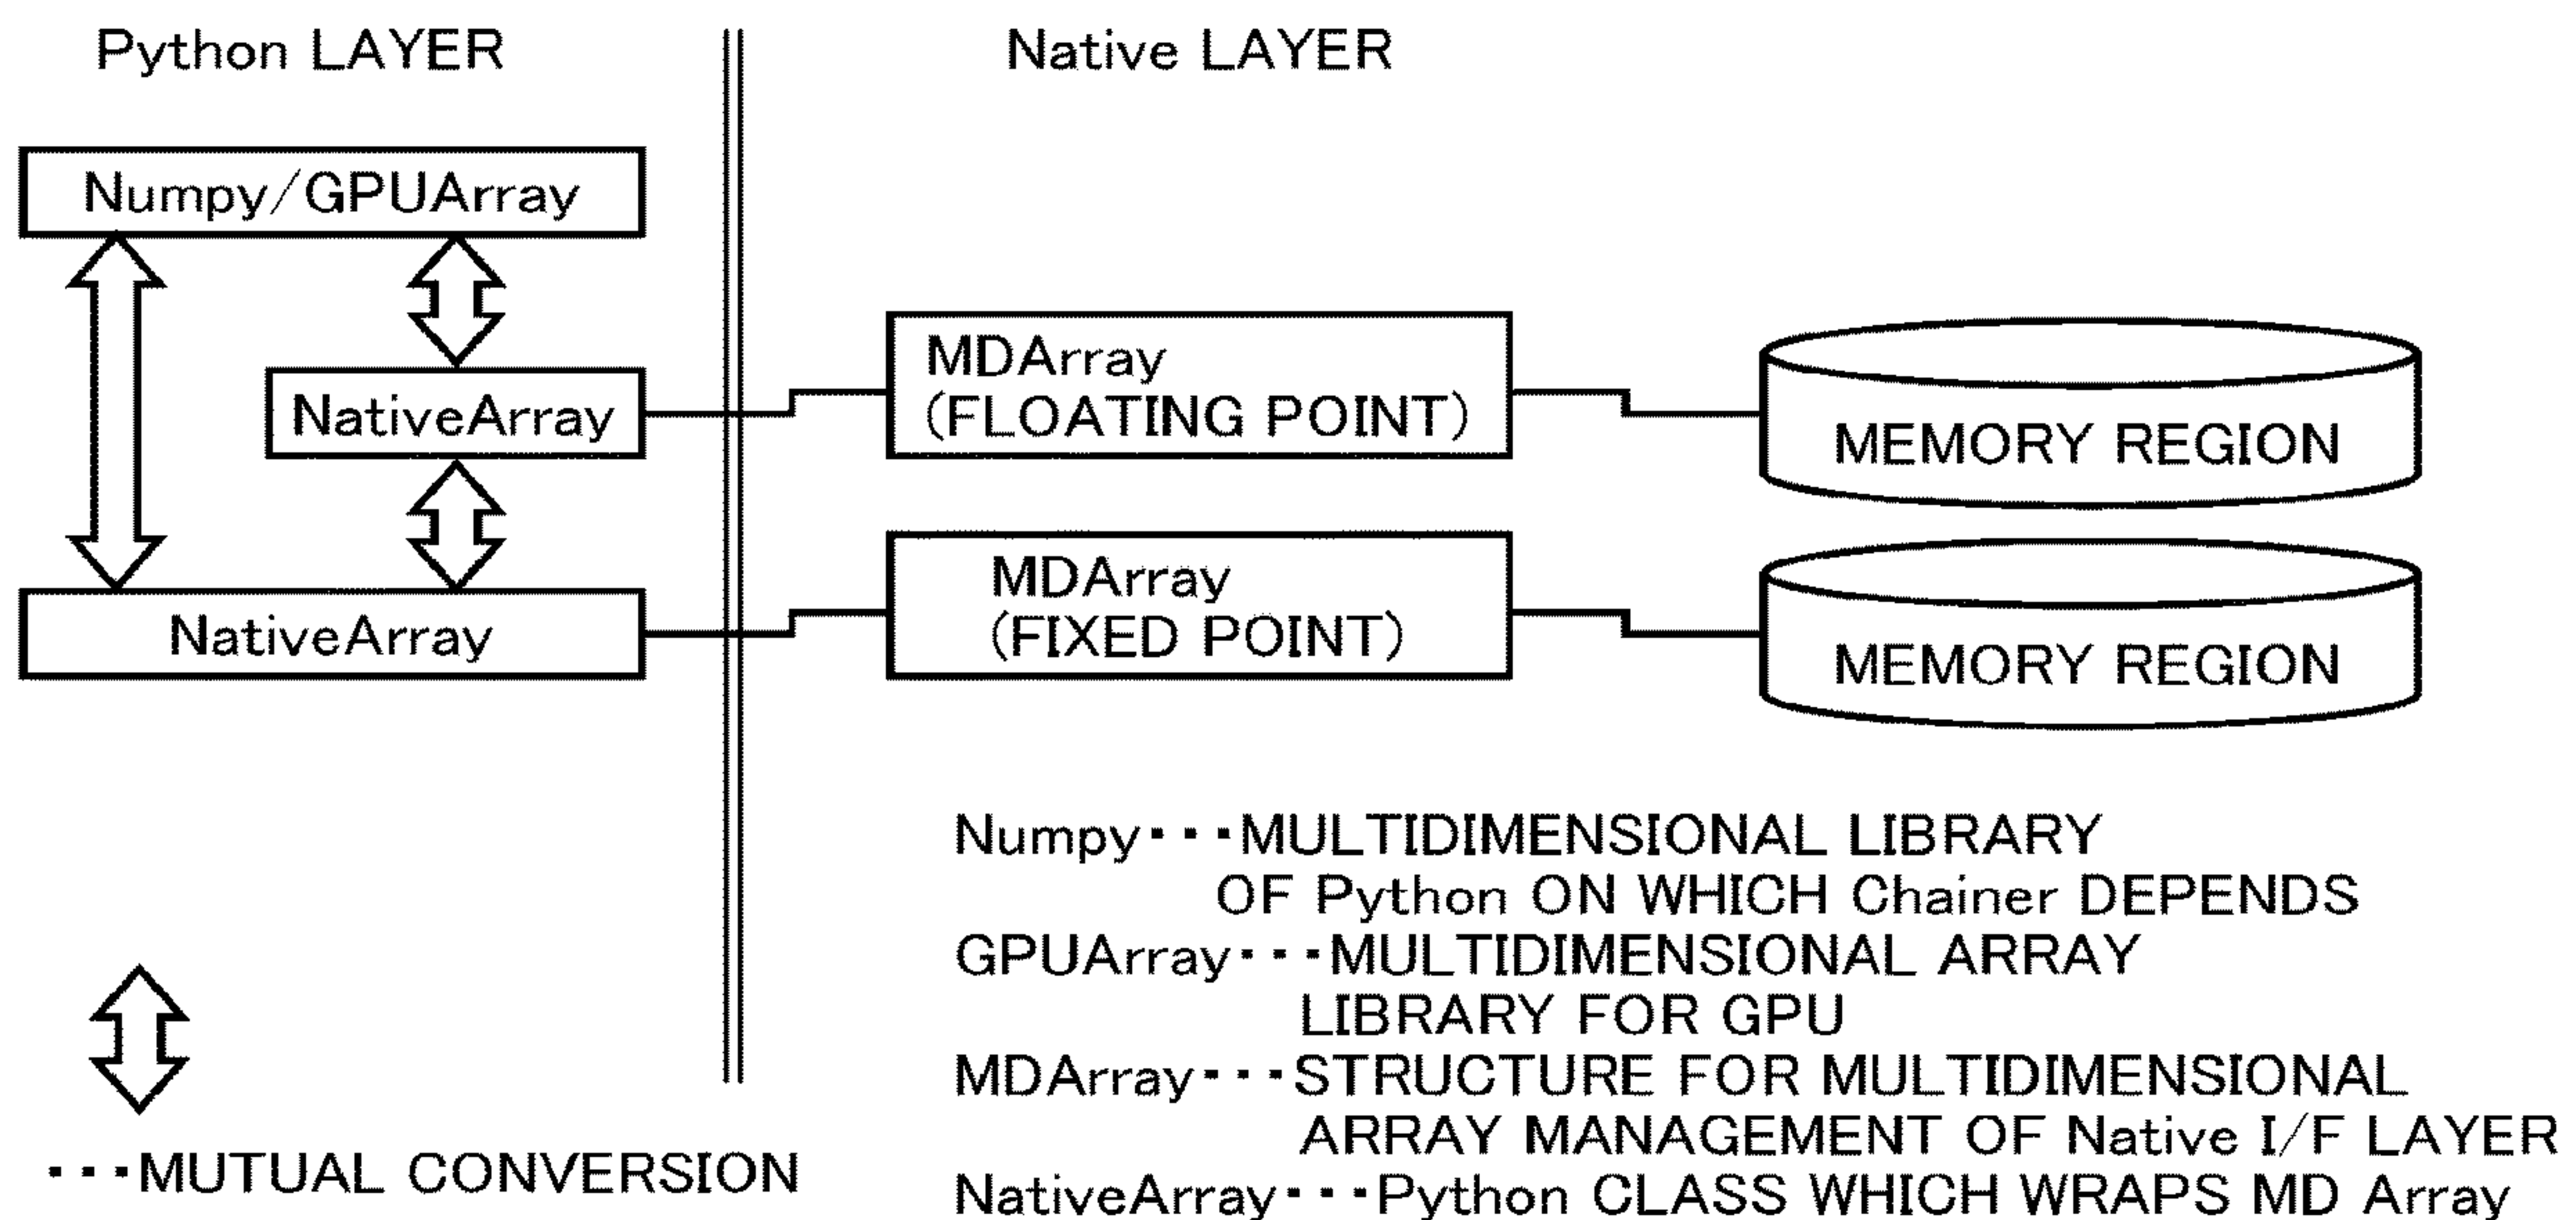 Python LAYER
Native LAYER
Numpy/GPUArray
NativeArray
MDArray
(FLOATING POINT)
MEMORY REGION
NativeArray
MDArray
(FIXED POINT)
MEMORY REGION
Numpy･･･MULTIDIMENSIONAL LIBRARY
OF Python ON WHICH Chainer DEPENDS
GPUArray･･･MULTIDIMENSIONAL ARRAY
LIBRARY FOR GPU
MDArray･･･STRUCTURE FOR MULTIDIMENSIONAL
ARRAY MANAGEMENT OF Native I/F LAYER
NativeArray･･･Python CLASS WHICH WRAPS MD Array
･･･MUTUAL CONVERSION